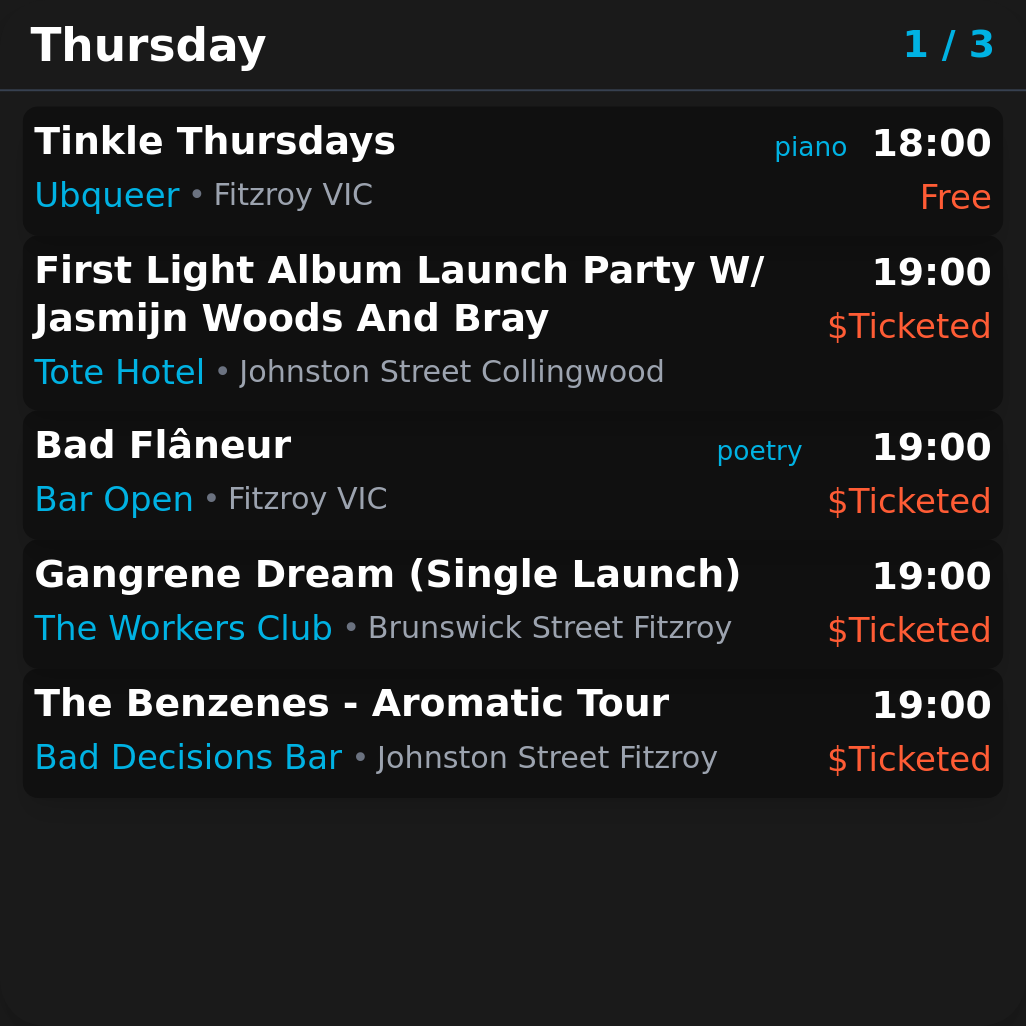 Thursday 1 / 3
Tinkle Thursdays piano 18:00
Ubqueer • Fitzroy VIC Free
First Light Album Launch Party W/ 19:00
Jasmijn Woods And Bray $Ticketed
Tote Hotel • Johnston Street Collingwood
Bad Flâneur poetry 19:00
Bar Open • Fitzroy VIC $Ticketed
Gangrene Dream (Single Launch) 19:00
The Workers Club • Brunswick Street Fitzroy $Ticketed
The Benzenes - Aromatic Tour 19:00
Bad Decisions Bar • Johnston Street Fitzroy $Ticketed